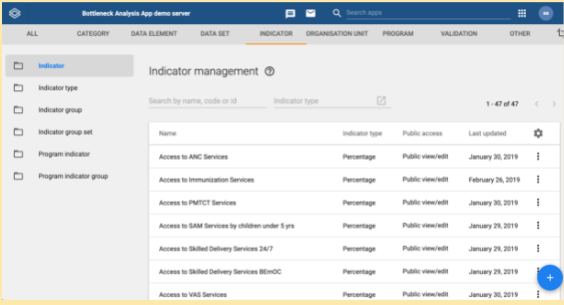 Bottleneck Analysis App demo server
Search apps
ALL CATEGORY DATA ELEMENT DATA SET INDICATOR ORGANISATION UNIT PROGRAM VALIDATION OTHER
Indicator
Indicator type
Indicator group
Indicator group set
Program indicator
Program indicator group
Indicator management
Search by name, code or id Indicator type
1 - 47 of 47
Name Indicator type Public access Last updated
Access to ANC Services Percentage Public view/edit January 30, 2019
Access to Immunization Services Percentage Public view/edit February 26, 2019
Access to PMTCT Services Percentage Public view/edit January 30, 2019
Access to SAM Services by children under 5 yrs Percentage Public view/edit January 29, 2019
Access to Skilled Delivery Services 24/7 Percentage Public view/edit January 29, 2019
Access to Skilled Delivery Services BEmOC Percentage Public view/edit January 29, 2019
Access to VAS Services Percentage Public view/edit January 30, 2019